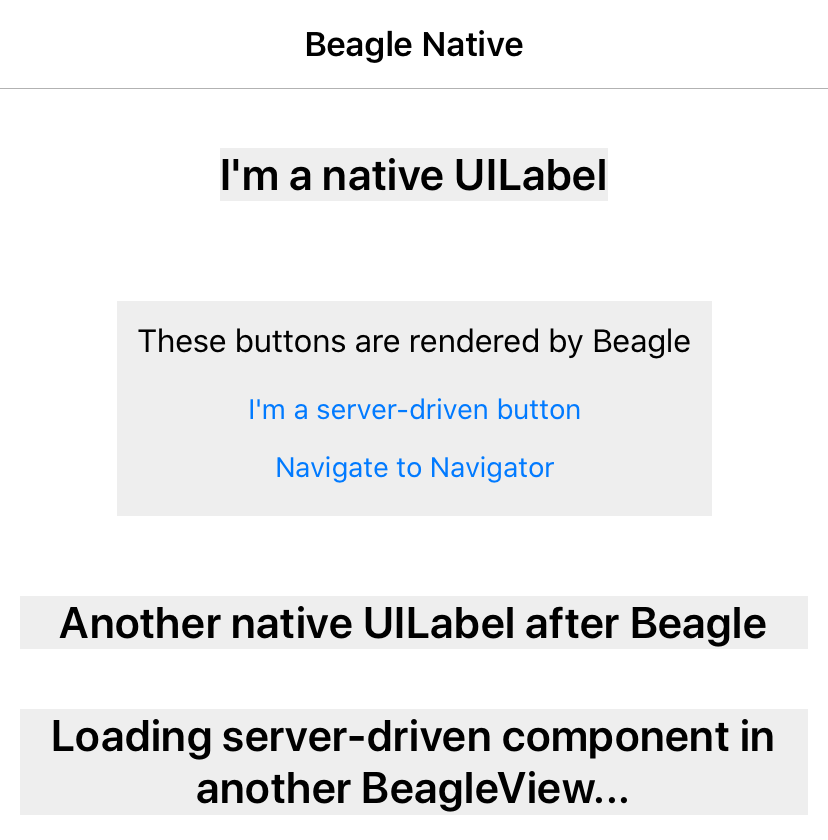 Beagle Native
I'm a native UILabel
These buttons are rendered by Beagle
I'm a server-driven button
Navigate to Navigator
Another native UILabel after Beagle
Loading server-driven component in
another BeagleView...